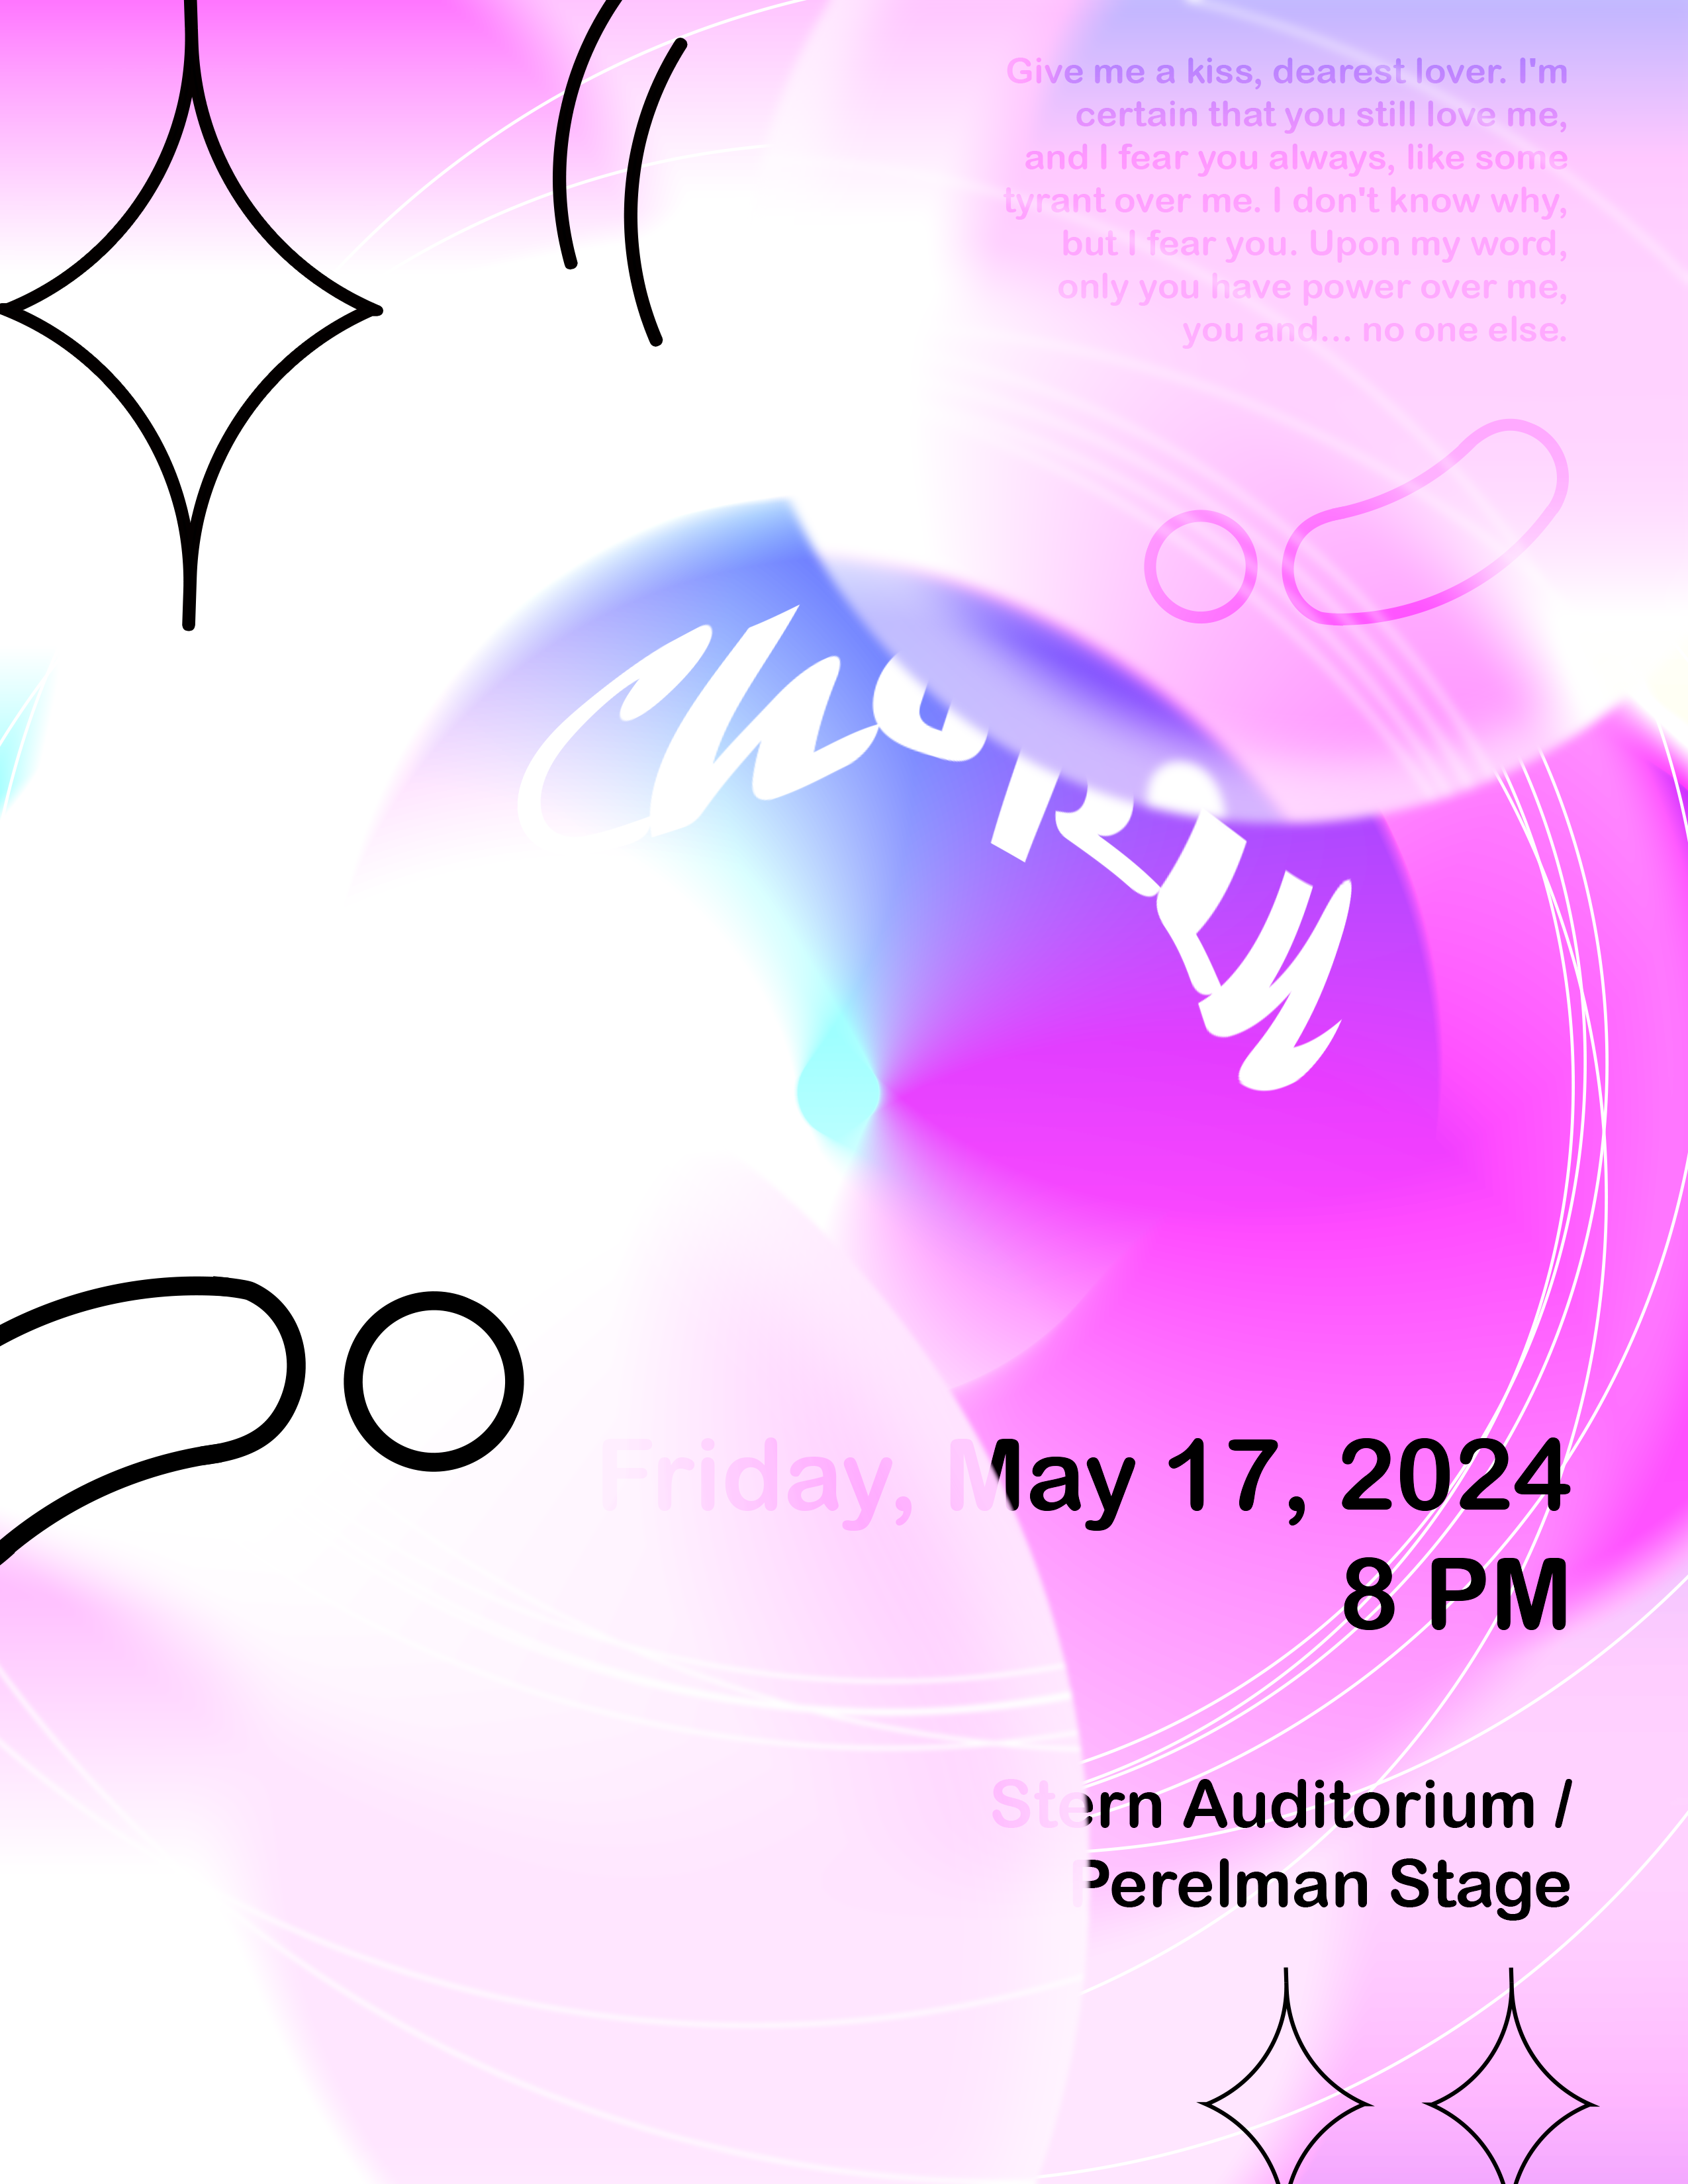 Give me a kiss, dearest lover. I'm
certain that you still love me,
and I fear you always, like some
tyrant over me. I don't know why,
but I fear you. Upon my word,
only you have power over me,
you and... no one else.
Chopin
Friday, May 17, 2024
8 PM
Stern Auditorium /
Perelman Stage